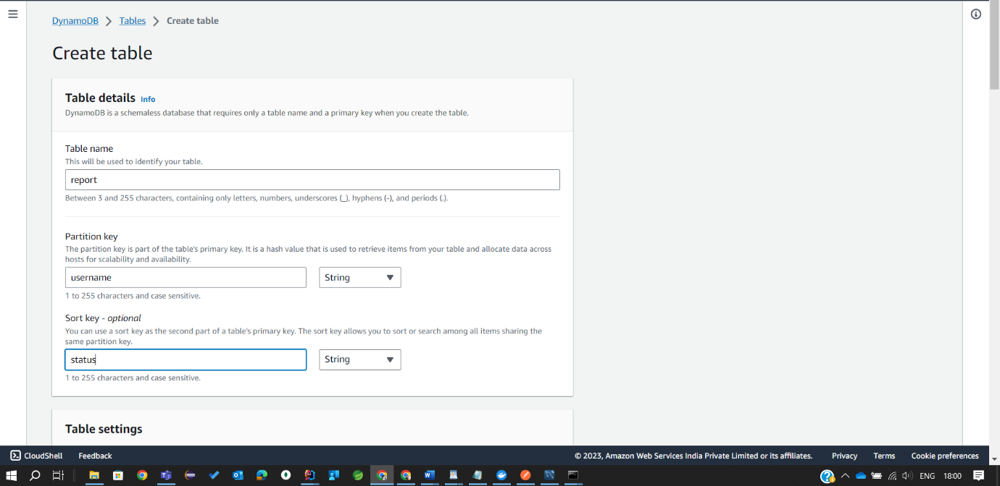 DynamoDB > Tables > Create table
Create table
Table details Info
DynamoDB is a schemaless database that requires only a table name and a primary key when you create the table.
Table name
This will be used to identify your table.
report
Between 3 and 255 characters, containing only letters, numbers, underscores (_), hyphens (-), and periods (.).
Partition key
The partition key is part of the table's primary key. It is a hash value that is used to retrieve items from your table and allocate data across
hosts for scalability and availability.
username String
1 to 255 characters and case sensitive.
Sort key - optional
You can use a sort key as the second part of a table's primary key. The sort key allows you to sort or search among all items sharing the
same partition key.
status String
1 to 255 characters and case sensitive.
Table settings
CloudShell Feedback © 2023, Amazon Web Services India Private Limited or its affiliates. Privacy Terms Cookie preferences
ENG 18:00